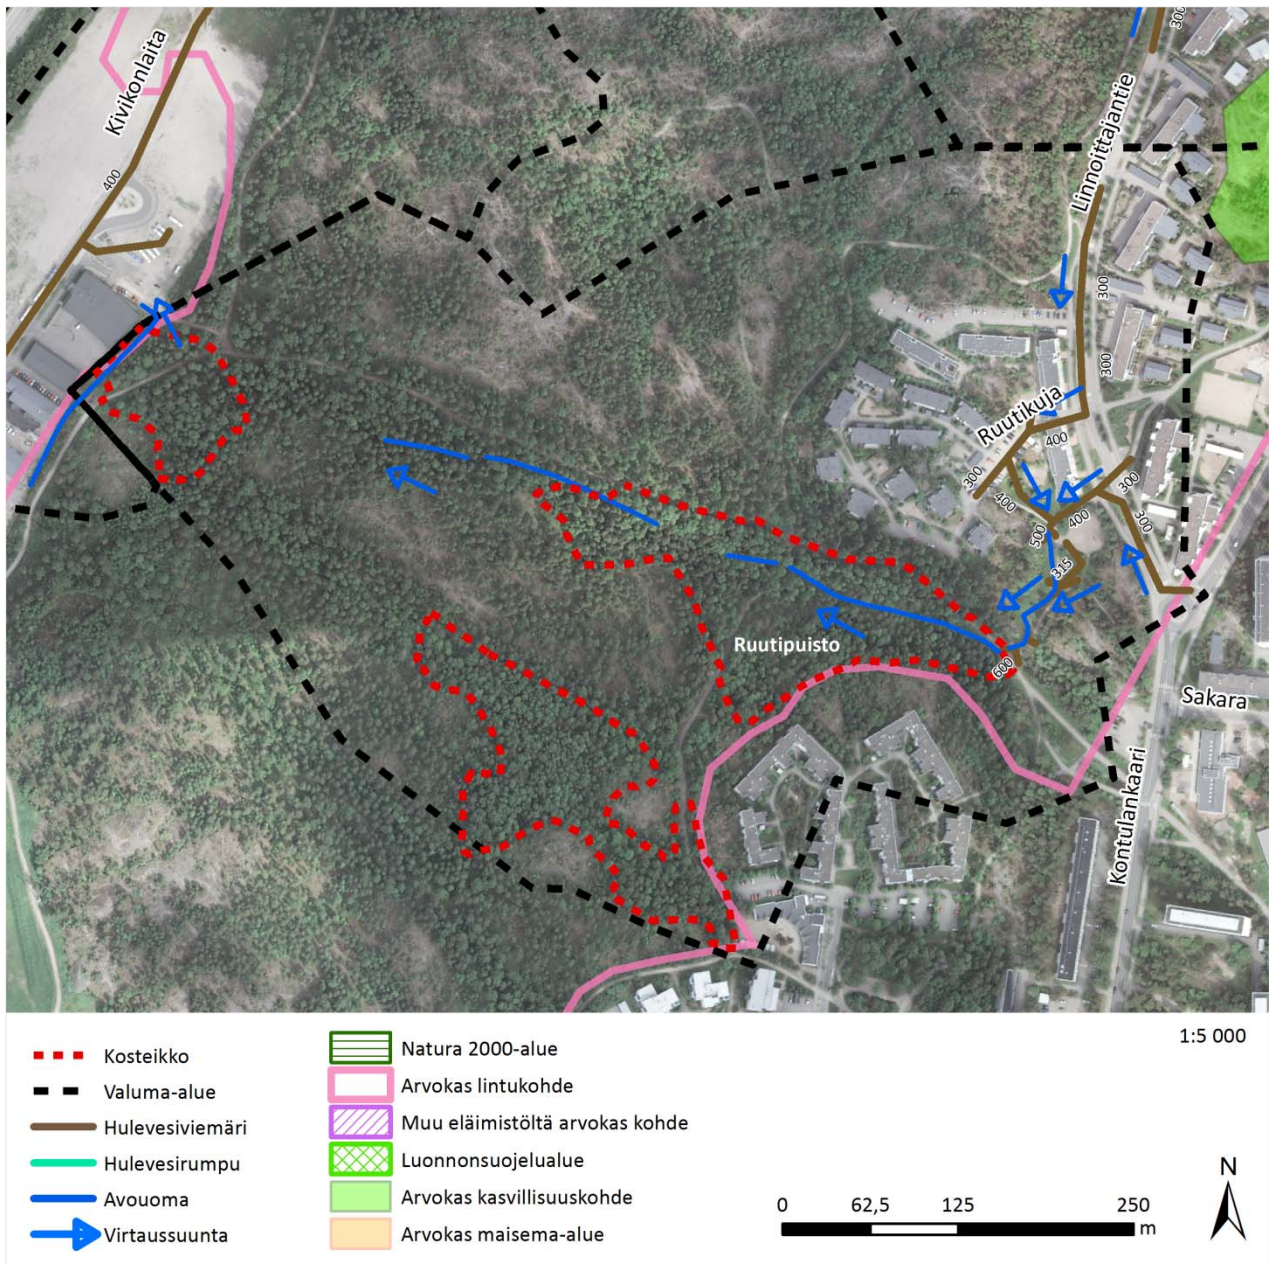 300
Kivikonlaita
Linnoittajantie
400
300
300
Ruutikuja
400
300
300
400
400
300
500
315
Ruutipuisto
600
Sakara
Kontulankaari
1:5 000
Kosteikko
Valuma-alue
Hulevesiviemäri
Hulevesirumpu
Avouoma
Virtaussuunta
Natura 2000-alue
Arvokas lintukohde
Muu eläimistöltä arvokas kohde
Luonnonsuojelualue
Arvokas kasvillisuuskohde
Arvokas maisema-alue
0 62,5 125 250
m
N